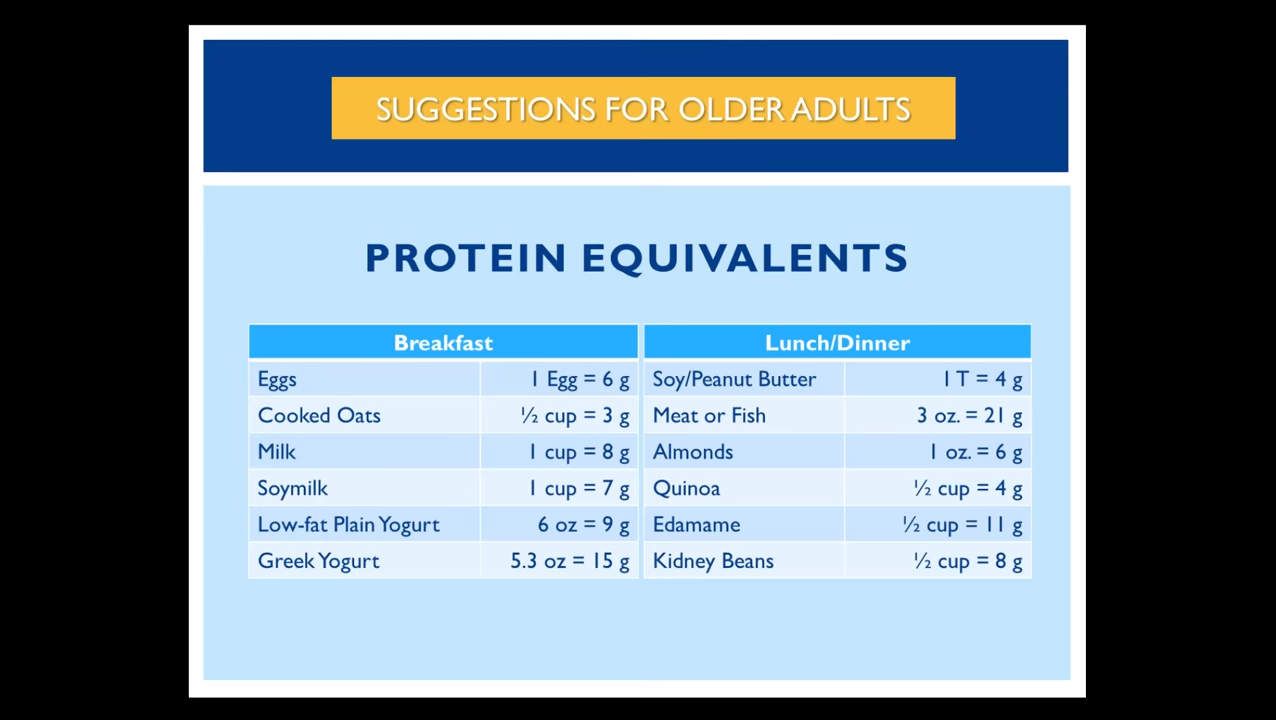 SUGGESTIONS FOR OLDER ADULTS
PROTEIN EQUIVALENTS
Breakfast Lunch/Dinner
Eggs 1 Egg = 6 g Soy/Peanut Butter 1 T = 4 g
Cooked Oats ½ cup = 3 g Meat or Fish 3 oz. = 21 g
Milk 1 cup = 8 g Almonds 1 oz. = 6 g
Soymilk 1 cup = 7 g Quinoa ½ cup = 4 g
Low-fat Plain Yogurt 6 oz = 9 g Edamame ½ cup = 11 g
Greek Yogurt 5.3 oz = 15 g Kidney Beans ½ cup = 8 g